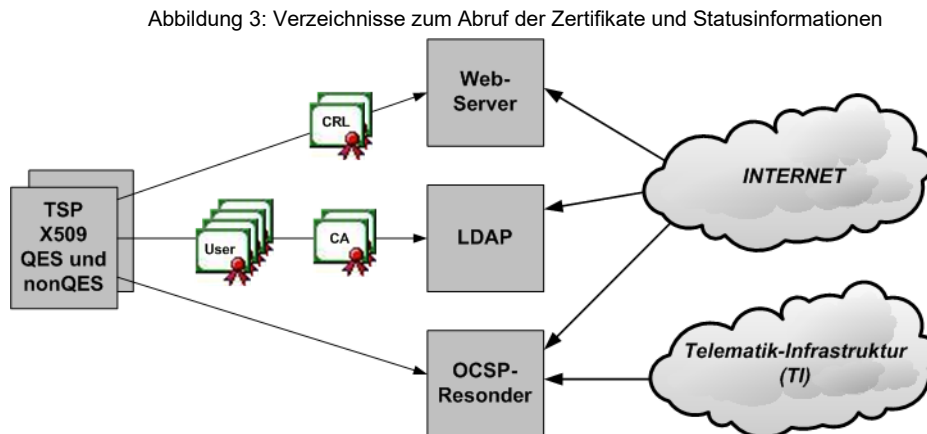 Abbildung 3: Verzeichnisse zum Abruf der Zertifikate und Statusinformationen
Web-
Server
CRL
INTERNET
TSP
X509
QES und
nonQES
User
CA
LDAP
OCSP-
Resonder
Telematik-Infrastruktur
(TI)